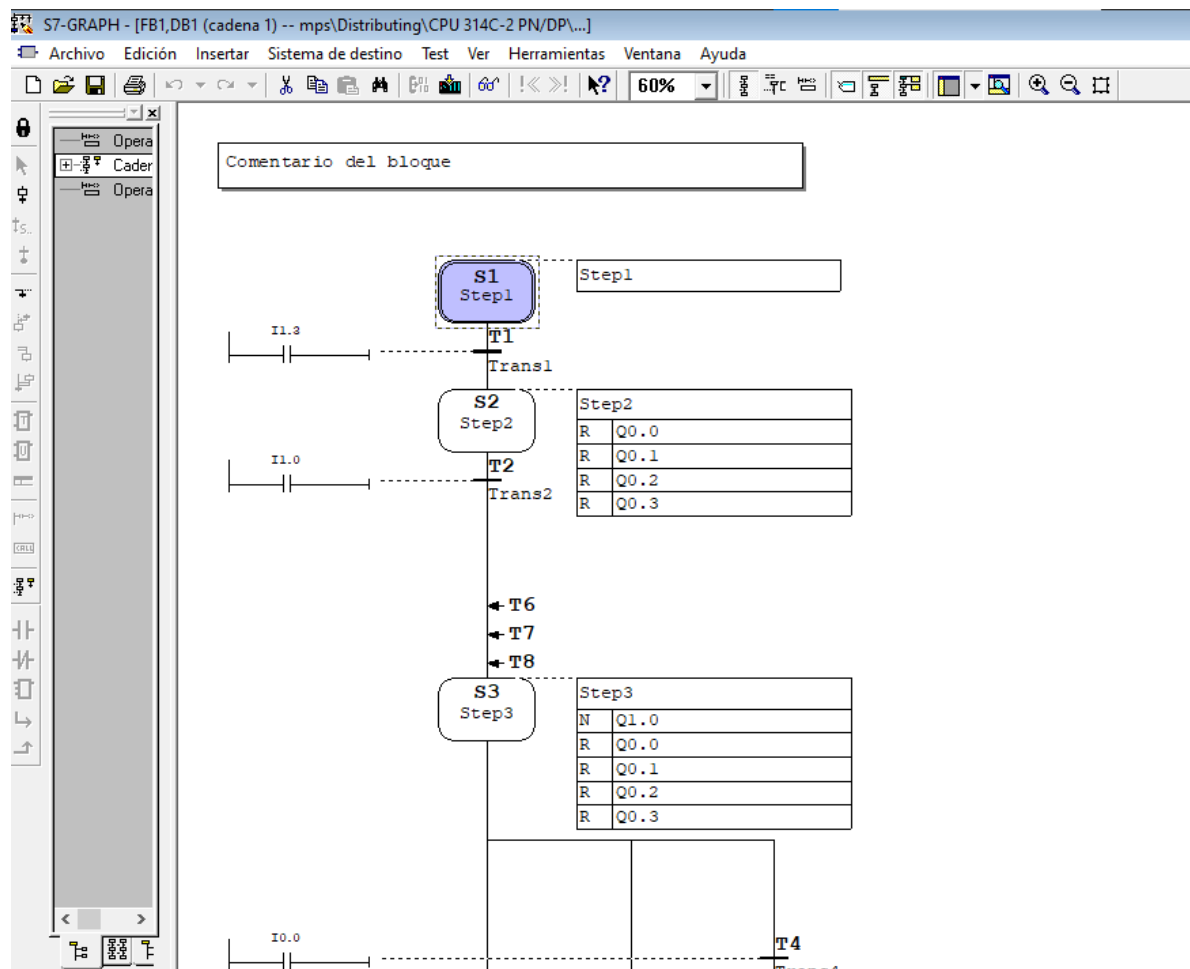 S7-GRAPH - [FB1,DB1 (cadena 1) -- mps\Distributing\CPU 314C-2 PN/DP\...]
Archivo Edición Insertar Sistema de destino Test Ver Herramientas Ventana Ayuda
60%
Opera
Cader
Opera
Comentario del bloque
S1
Step1
Step1
I1.3
T1
Trans1
S2
Step2
Step2
R Q0.0
R Q0.1
R Q0.2
R Q0.3
I1.0
T2
Trans2
T6
T7
T8
S3
Step3
Step3
N Q1.0
R Q0.0
R Q0.1
R Q0.2
R Q0.3
I0.0
T4